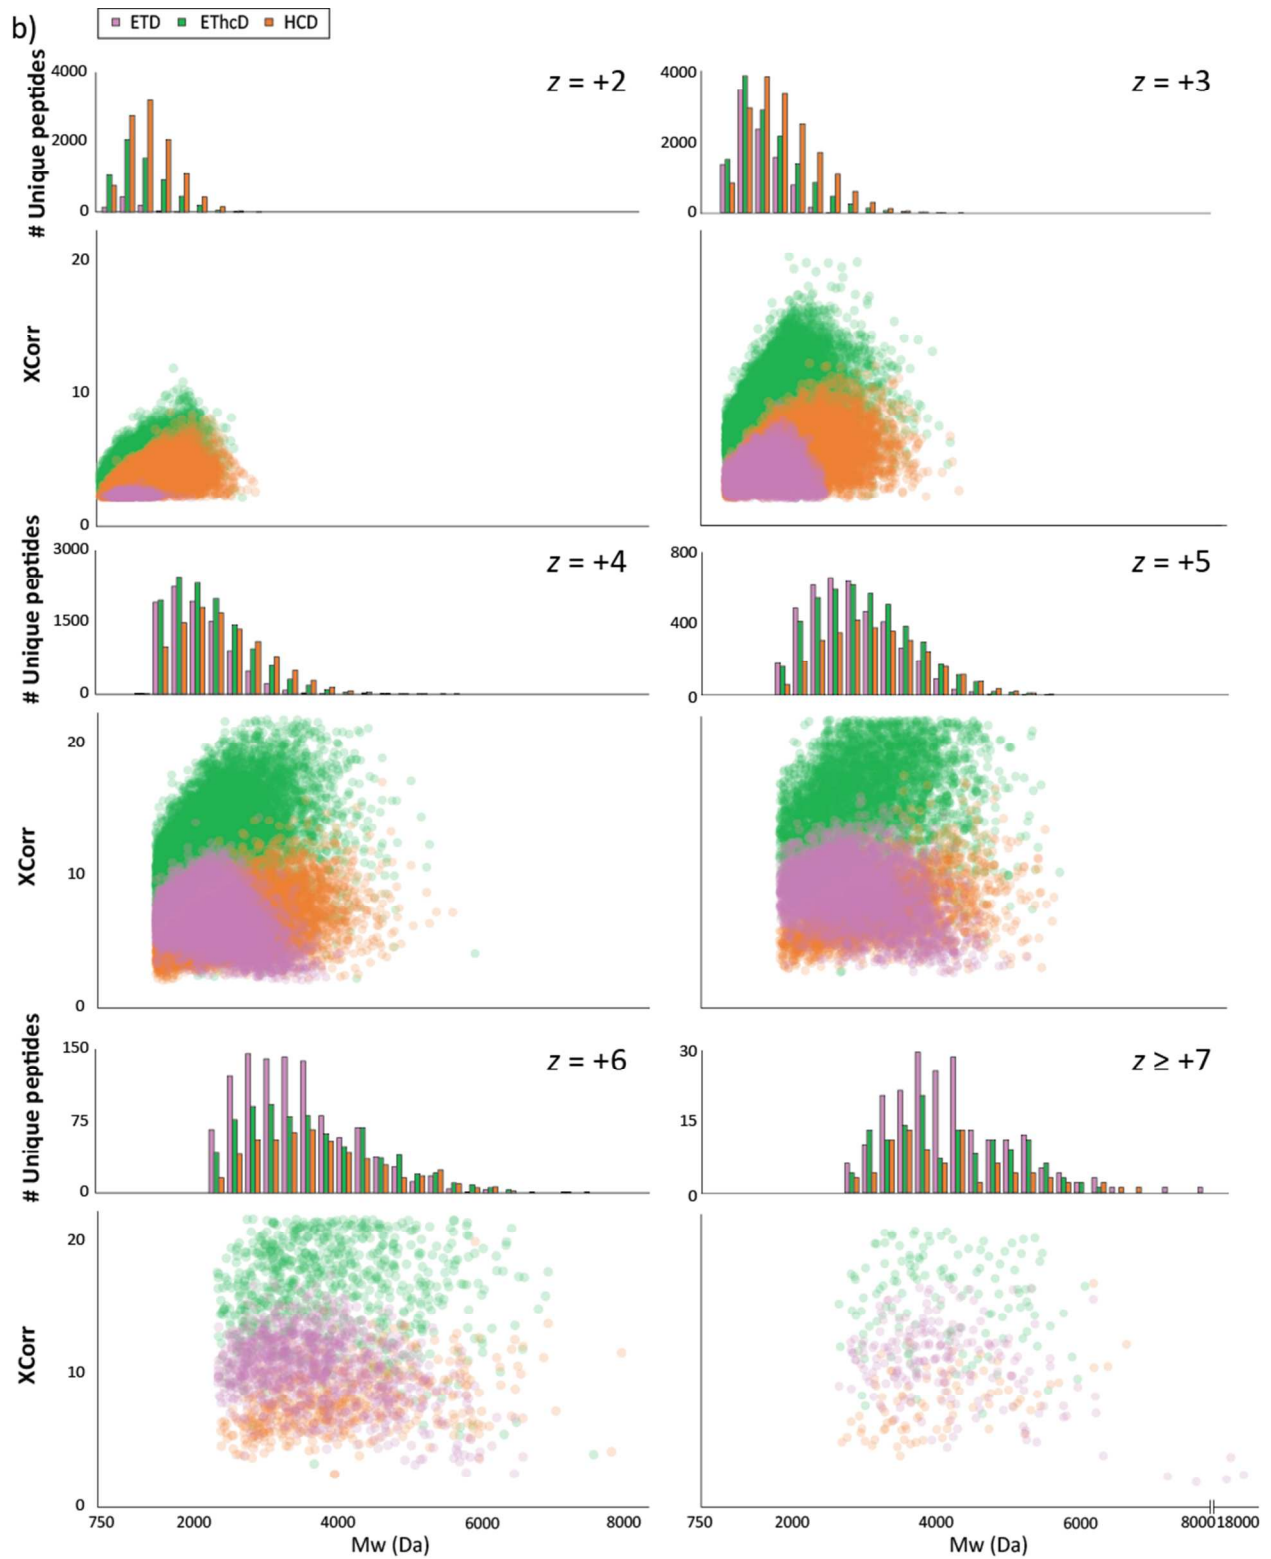 b)
ETD EThcD HCD
# Unique peptides
4000
2000
0
z = +2
4000
2000
0
z = +3
XCorr
20
10
0
# Unique peptides
3000
1500
0
z = +4
800
400
0
z = +5
XCorr
20
10
0
# Unique peptides
150
75
0
z = +6
30
15
0
z ≥ +7
XCorr
20
10
0
750 2000 4000 6000 8000
Mw (Da)
750 2000 4000 6000 8000 18000
Mw (Da)